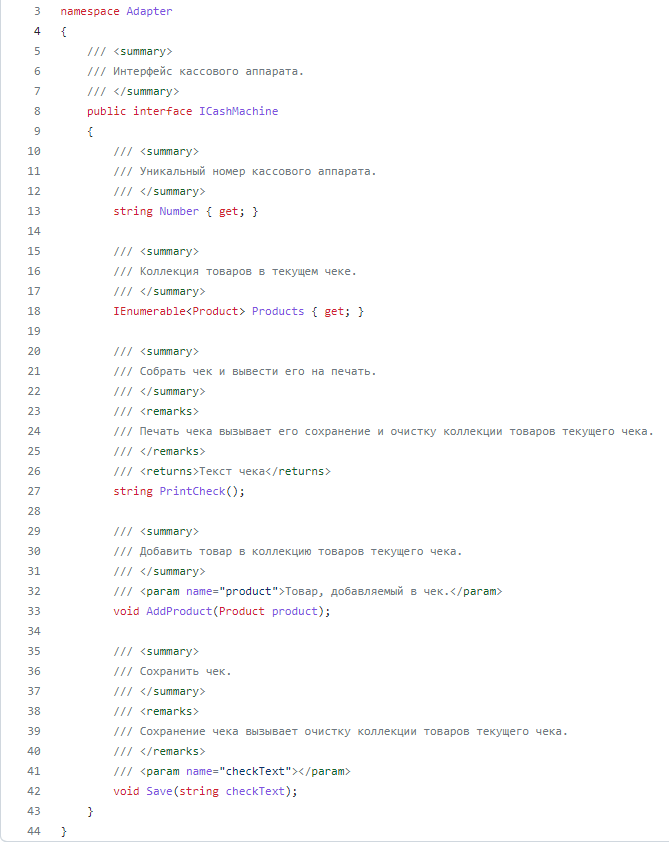 3 namespace Adapter
4 {
5 /// <summary>
6 /// Интерфейс кассового аппарата.
7 /// </summary>
8 public interface ICashMachine
9 {
10 /// <summary>
11 /// Уникальный номер кассового аппарата.
12 /// </summary>
13 string Number { get; }
14
15 /// <summary>
16 /// Коллекция товаров в текущем чеке.
17 /// </summary>
18 IEnumerable<Product> Products { get; }
19
20 /// <summary>
21 /// Собрать чек и вывести его на печать.
22 /// </summary>
23 /// <remarks>
24 /// Печать чека вызывает его сохранение и очистку коллекции товаров текущего чека.
25 /// </remarks>
26 /// <returns>Текст чека</returns>
27 string PrintCheck();
28
29 /// <summary>
30 /// Добавить товар в коллекцию товаров текущего чека.
31 /// </summary>
32 /// <param name="product">Товар, добавляемый в чек.</param>
33 void AddProduct(Product product);
34
35 /// <summary>
36 /// Сохранить чек.
37 /// </summary>
38 /// <remarks>
39 /// Сохранение чека вызывает очистку коллекции товаров текущего чека.
40 /// </remarks>
41 /// <param name="checkText"></param>
42 void Save(string checkText);
43 }
44 }